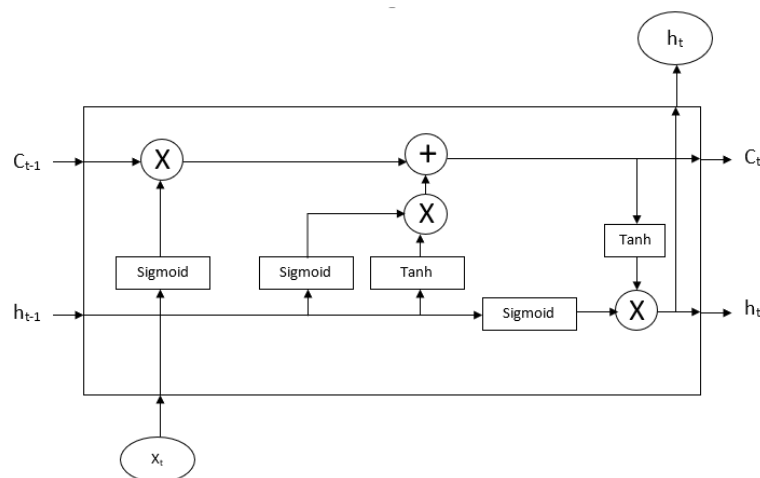 hₜ
Cₜ₋₁
X
+
Cₜ
X
Tanh
Sigmoid
Sigmoid
Tanh
hₜ₋₁
Sigmoid
X
hₜ
Xₜ